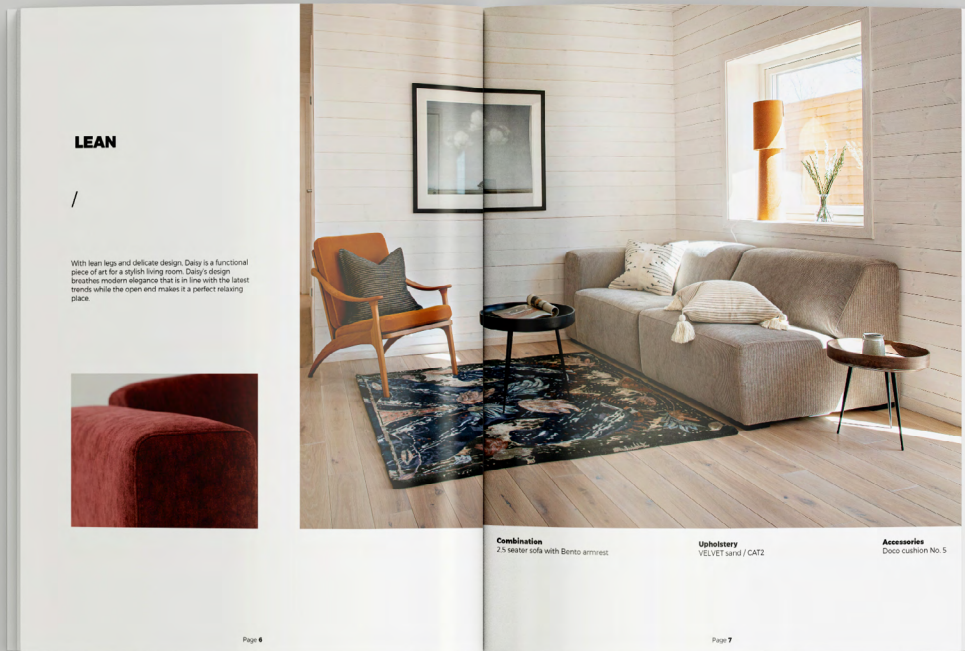 LEAN
/
With lean legs and delicate design, Daisy is a functional
piece of art for a stylish living room. Daisy's design
breathes modern elegance that is in line with the latest
trends while the open end makes it a perfect relaxing
place.
Combination
2.5 seater sofa with Bento armrest
Upholstery
VELVET sand / CAT2
Accessories
Doco cushion No. 5
Page 6
Page 7